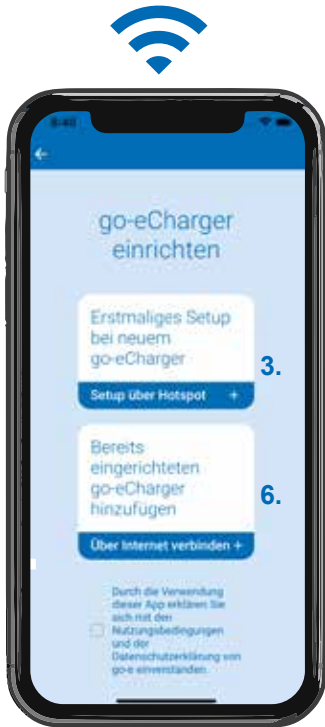 8:40
go-eCharger
einrichten
Erstmaliges Setup
bei neuem
go-eCharger
3.
Setup über Hotspot +
Bereits
eingerichteten
go-eCharger
hinzufügen
6.
Über Internet verbinden +
Durch die Verwendung
dieser App erklären Sie
sich mit den
Nutzungsbedingungen
und der
Datenschutzerklärung von
go-e einverstanden.